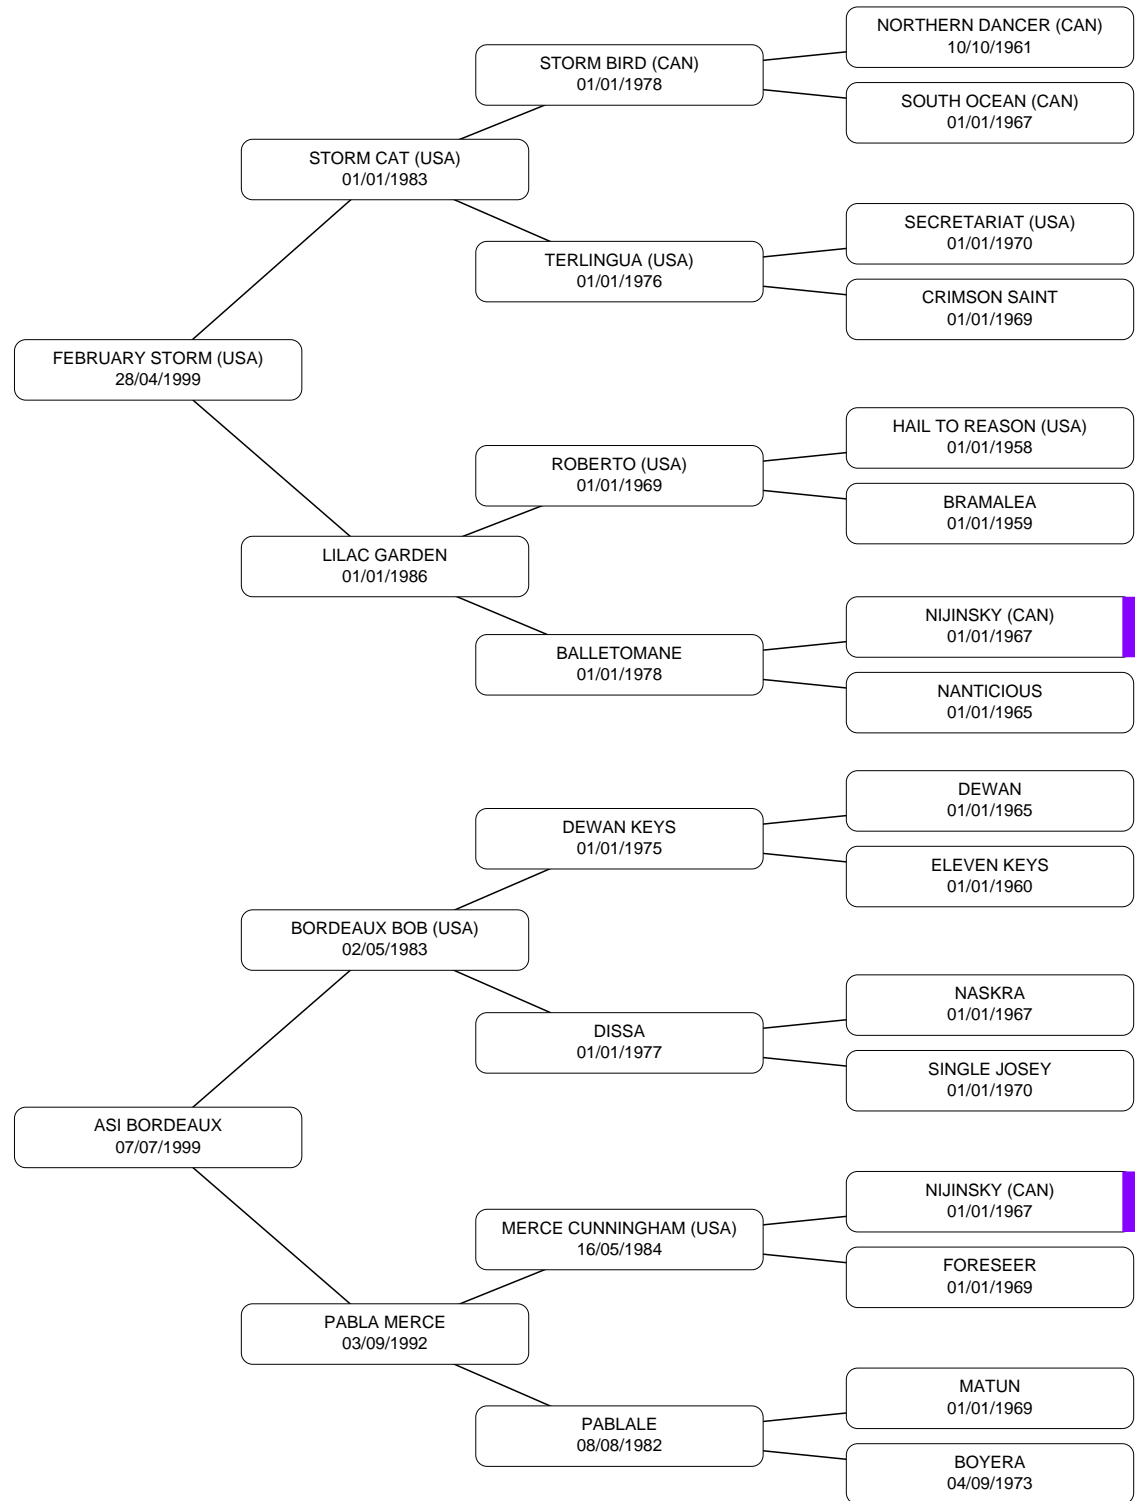 NORTHERN DANCER (CAN)
10/10/1961
STORM BIRD (CAN)
01/01/1978
SOUTH OCEAN (CAN)
01/01/1967
STORM CAT (USA)
01/01/1983
SECRETARIAT (USA)
01/01/1970
TERLINGUA (USA)
01/01/1976
CRIMSON SAINT
01/01/1969
FEBRUARY STORM (USA)
28/04/1999
HAIL TO REASON (USA)
01/01/1958
ROBERTO (USA)
01/01/1969
BRAMALEA
01/01/1959
LILAC GARDEN
01/01/1986
NIJINSKY (CAN)
01/01/1967
BALLETOMANE
01/01/1978
NANTICIOUS
01/01/1965
DEWAN
01/01/1965
DEWAN KEYS
01/01/1975
ELEVEN KEYS
01/01/1960
BORDEAUX BOB (USA)
02/05/1983
NASKRA
01/01/1967
DISSA
01/01/1977
SINGLE JOSEY
01/01/1970
ASI BORDEAUX
07/07/1999
NIJINSKY (CAN)
01/01/1967
MERCE CUNNINGHAM (USA)
16/05/1984
FORESEER
01/01/1969
PABLA MERCE
03/09/1992
MATUN
01/01/1969
PABLALE
08/08/1982
BOYERA
04/09/1973